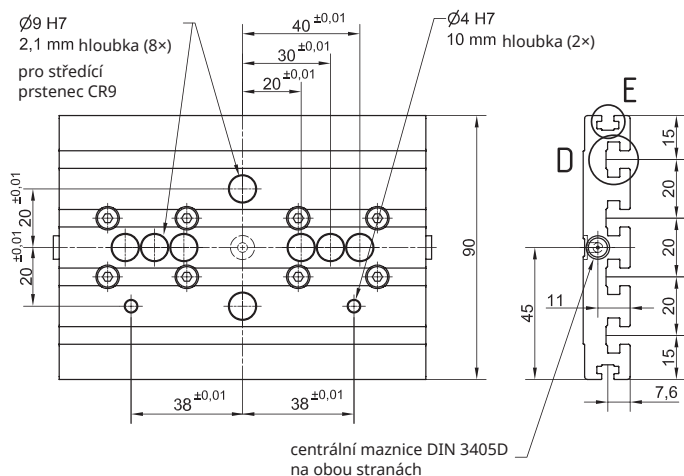 Ø9 H7
2,1 mm hloubka (8×)
pro středící
prstenec CR9
40 ±0,01
30 ±0,01
20 ±0,01
Ø4 H7
10 mm hloubka (2×)
E
D
15
20
20
20
15
90
45
11
7,6
20 ±0,01
20 ±0,01
38 ±0,01
38 ±0,01
centrální maznice DIN 3405D
na obou stranách